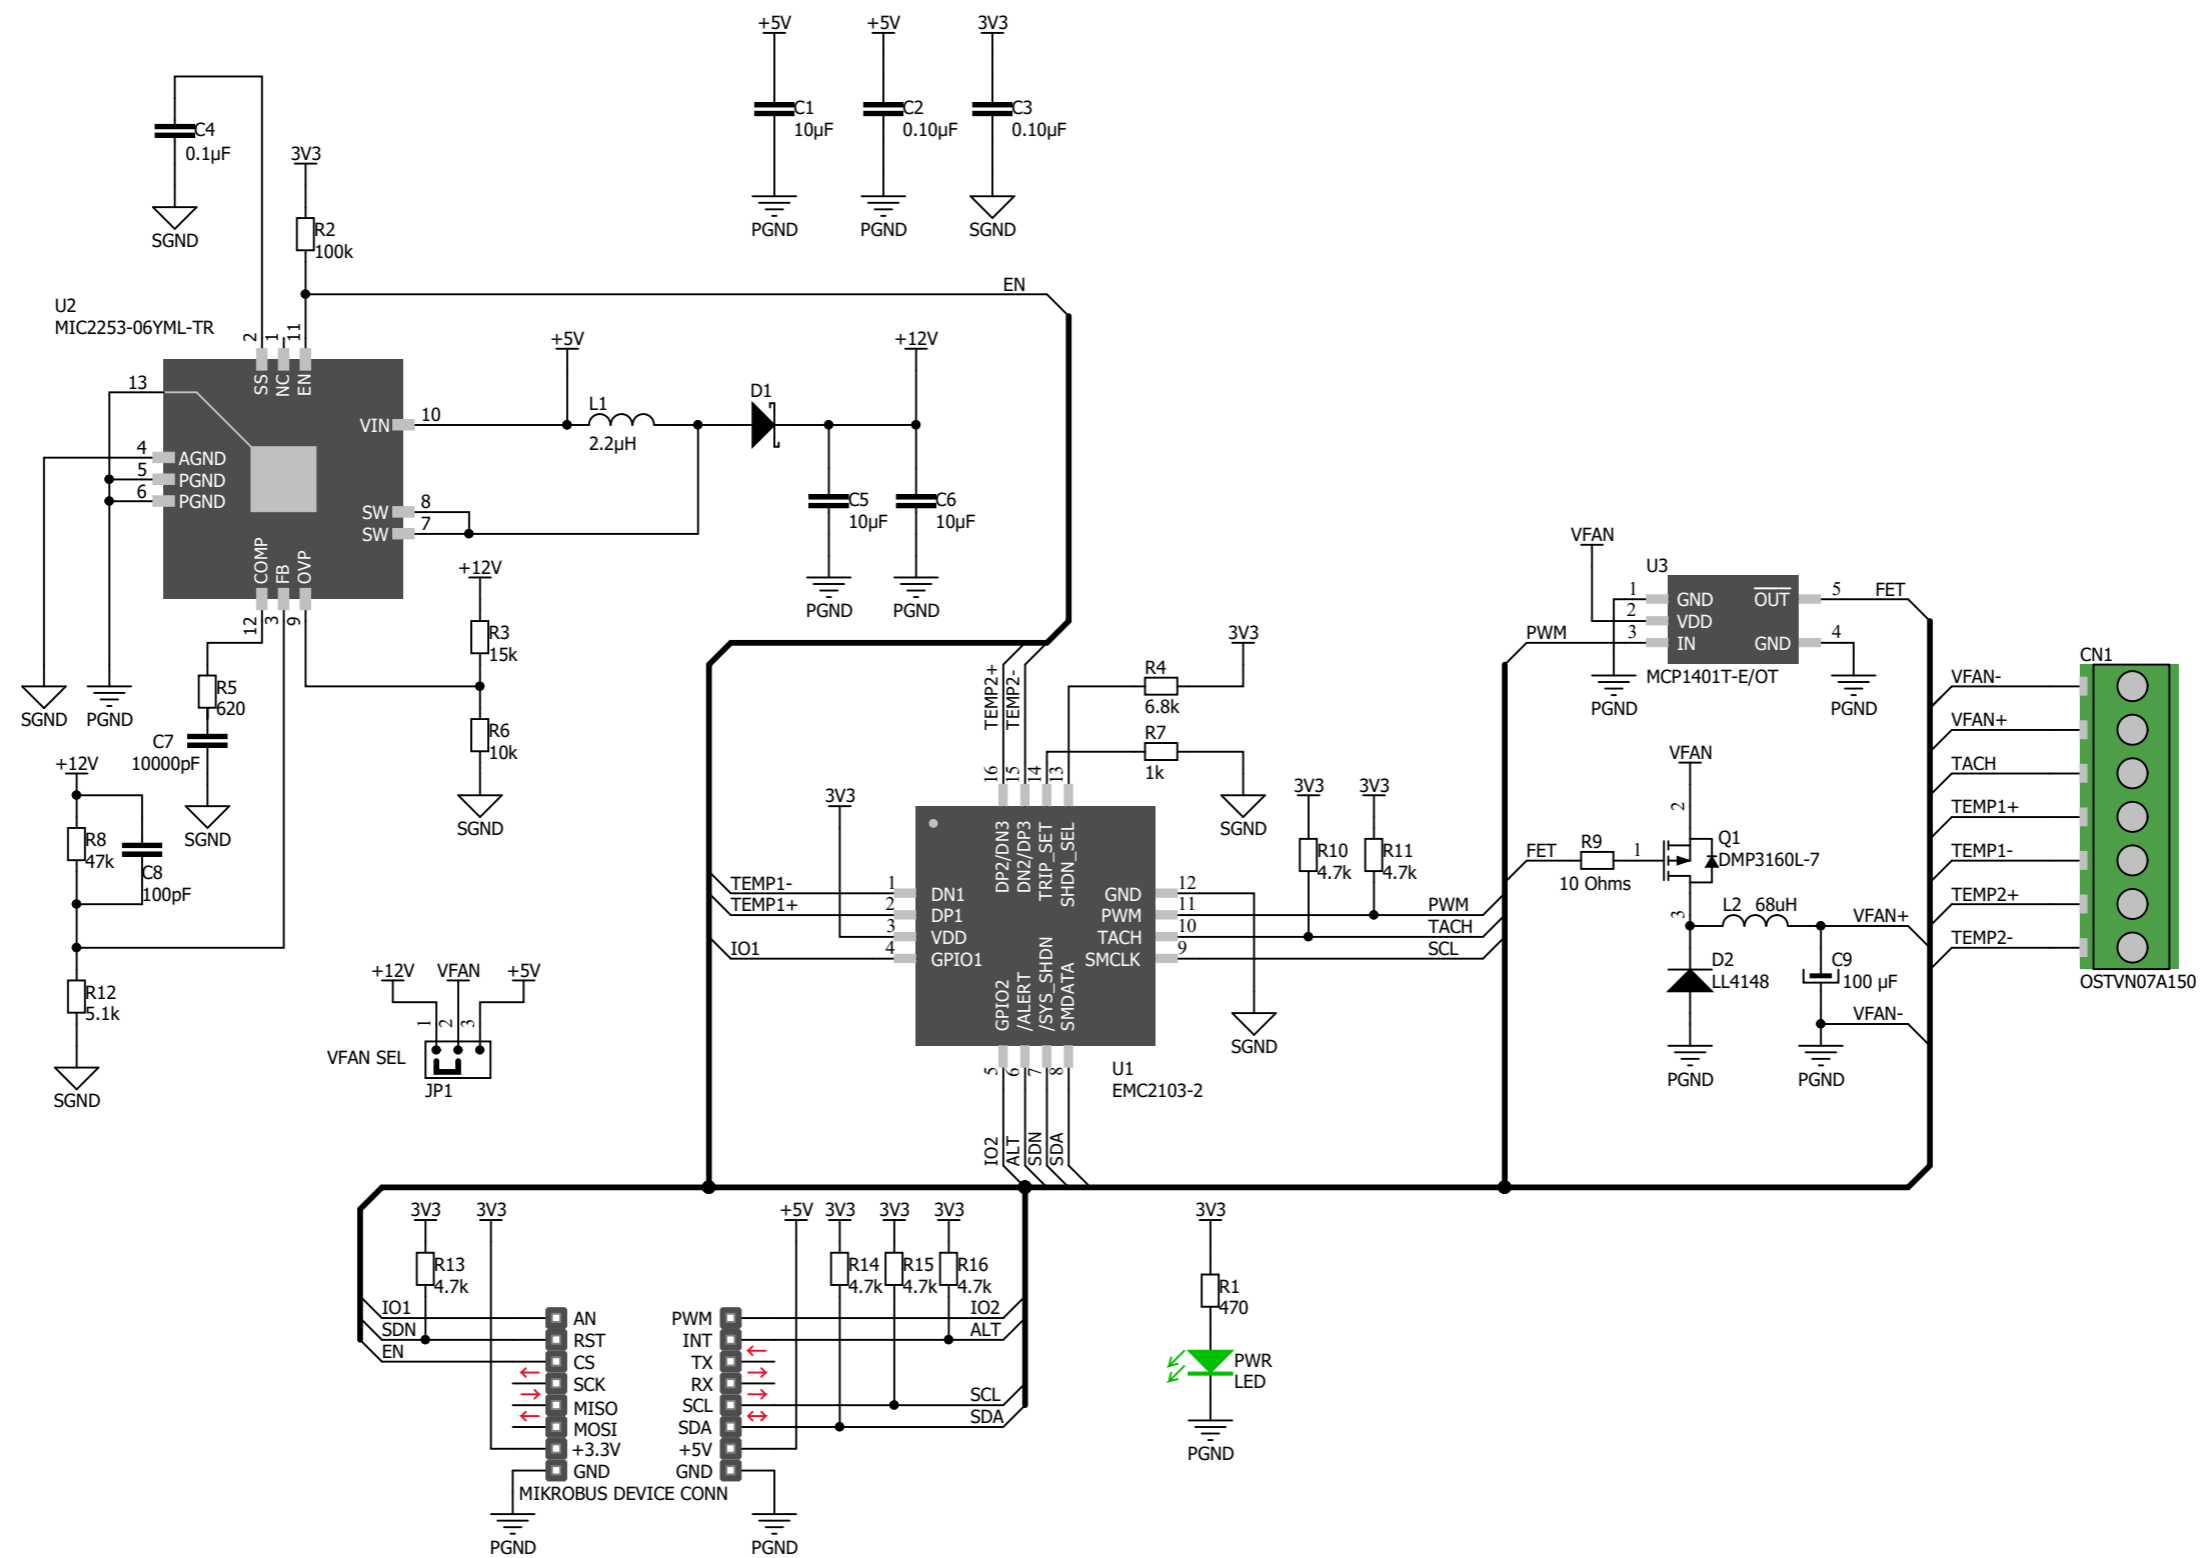 +5V
+5V
3V3
C1
10µF
C2
0.10µF
C3
0.10µF
PGND
PGND
SGND
C4
0.1µF
SGND
3V3
R2
100k
EN
U2
MIC2253-06YML-TR
2
1
11
SS
NC
EN
13
4
AGND
5
PGND
6
PGND
VIN
10
SW
8
SW
7
COMP
FB
OVP
12
3
9
+5V
L1
2.2µH
D1
+12V
C5
10µF
C6
10µF
PGND
PGND
SGND
PGND
R5
620
C7
10000pF
SGND
+12V
R3
15k
R6
10k
SGND
+12V
R8
47k
C8
100pF
R12
5.1k
SGND
+12V
VFAN
+5V
1
2
3
VFAN SEL
JP1
TEMP2+
TEMP2-
3V3
R4
6.8k
R7
1k
SGND
16
15
14
13
DP2/DN3
DN2/DP3
TRIP_SET
SHDN_SEL
3V3
TEMP1-
1
DN1
TEMP1+
2
DP1
3
VDD
IO1
4
GPIO1
GND
12
PWM
11
TACH
10
SMCLK
9
GPIO2
/ALERT
/SYS_SHDN
SMDATA
5
6
7
8
IO2
ALT
SDN
SDA
U1
EMC2103-2
SGND
3V3
3V3
R10
4.7k
R11
4.7k
PWM
TACH
SCL
VFAN
U3
1
GND
2
VDD
3
IN
OUT
5
GND
4
FET
PWM
MCP1401T-E/OT
PGND
PGND
VFAN
2
Q1
DMP3160L-7
FET
R9
10 Ohms
1
3
L2
68uH
VFAN+
D2
LL4148
C9
100 µF
VFAN-
PGND
PGND
CN1
VFAN-
VFAN+
TACH
TEMP1+
TEMP1-
TEMP2+
TEMP2-
OSTVN07A150
3V3
3V3
+5V
3V3
3V3
3V3
R13
4.7k
R14
4.7k
R15
4.7k
R16
4.7k
IO1
AN
PWM
IO2
SDN
RST
INT
ALT
EN
CS
TX
SCK
RX
MISO
SCL
SCL
MOSI
SDA
SDA
+3.3V
+5V
GND
GND
MIKROBUS DEVICE CONN
PGND
PGND
3V3
R1
470
PWR
LED
PGND